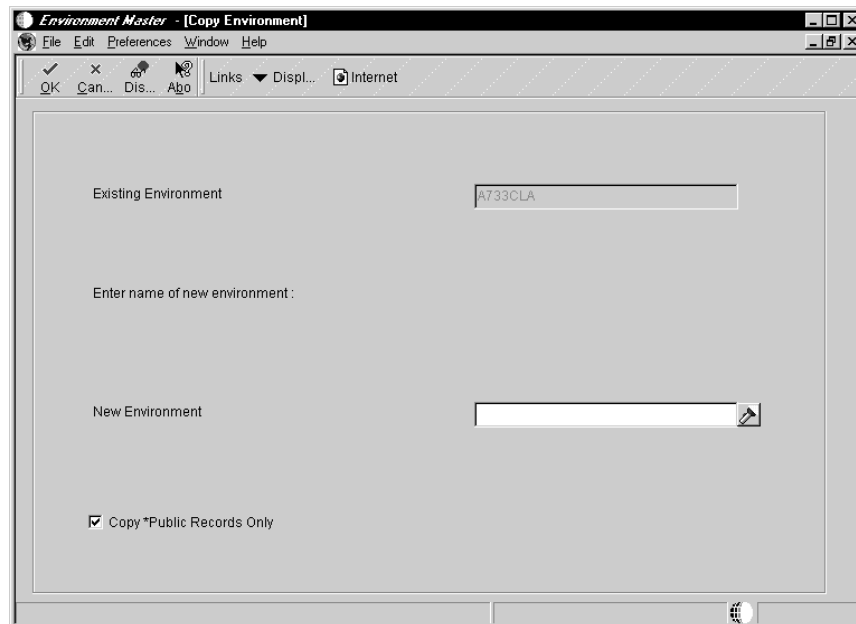 Environment Master - [Copy Environment]
File Edit Preferences Window Help
OK Can... Dis... Abo Links Displ... Internet
Existing Environment A733CLA
Enter name of new environment :
New Environment
Copy *Public Records Only